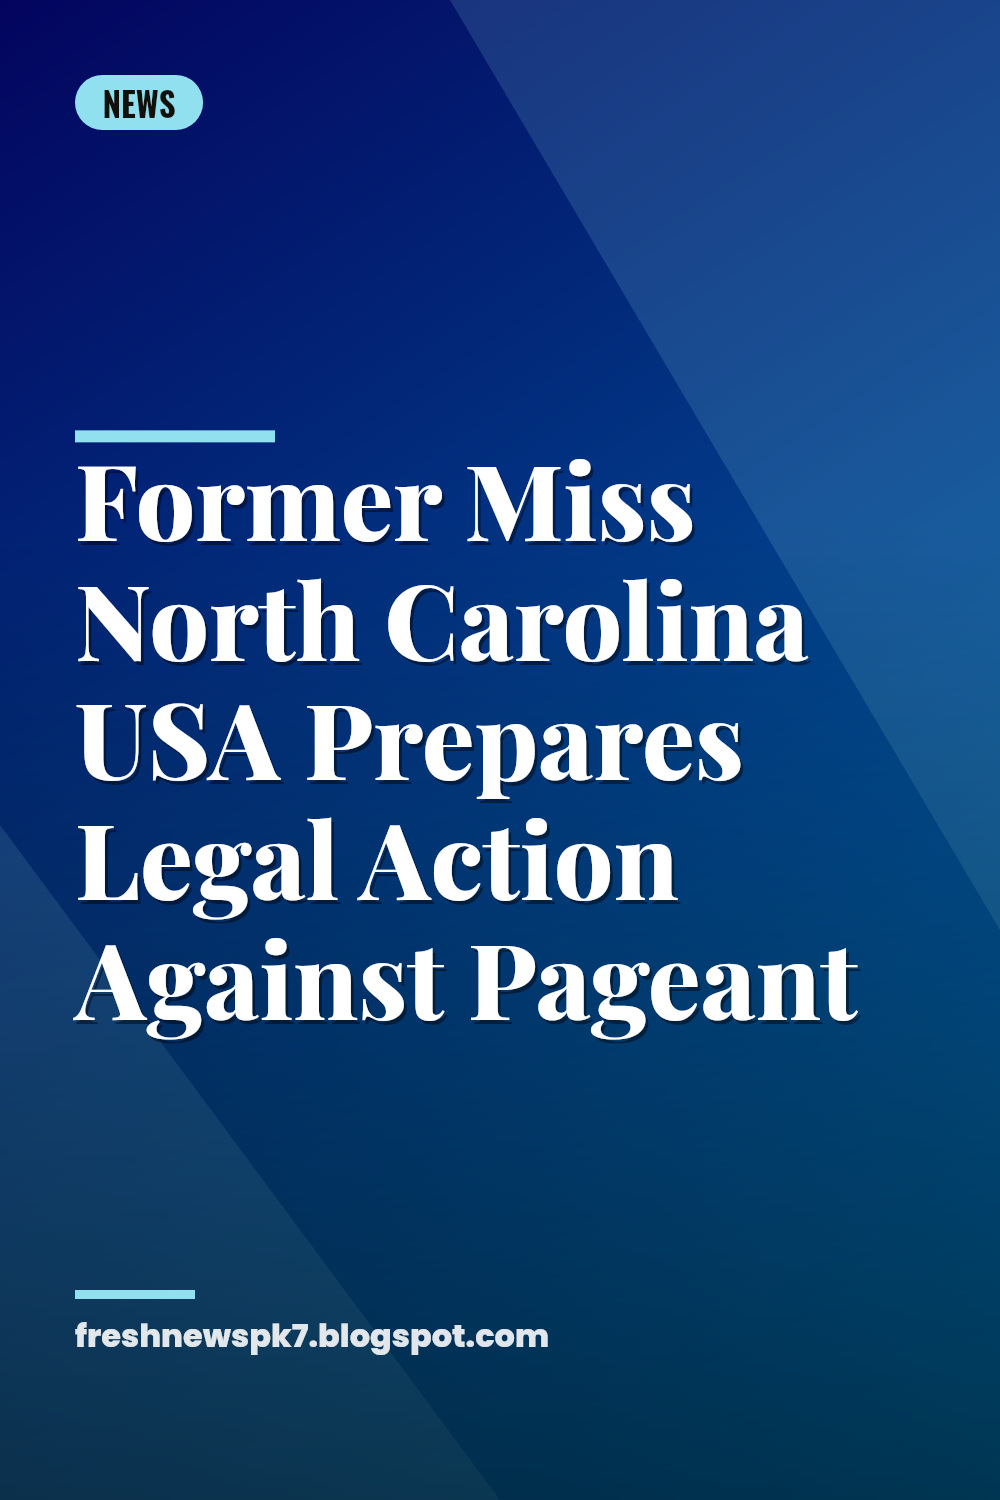 NEWS
Former Miss
North Carolina
USA Prepares
Legal Action
Against Pageant
freshnewspk7.blogspot.com